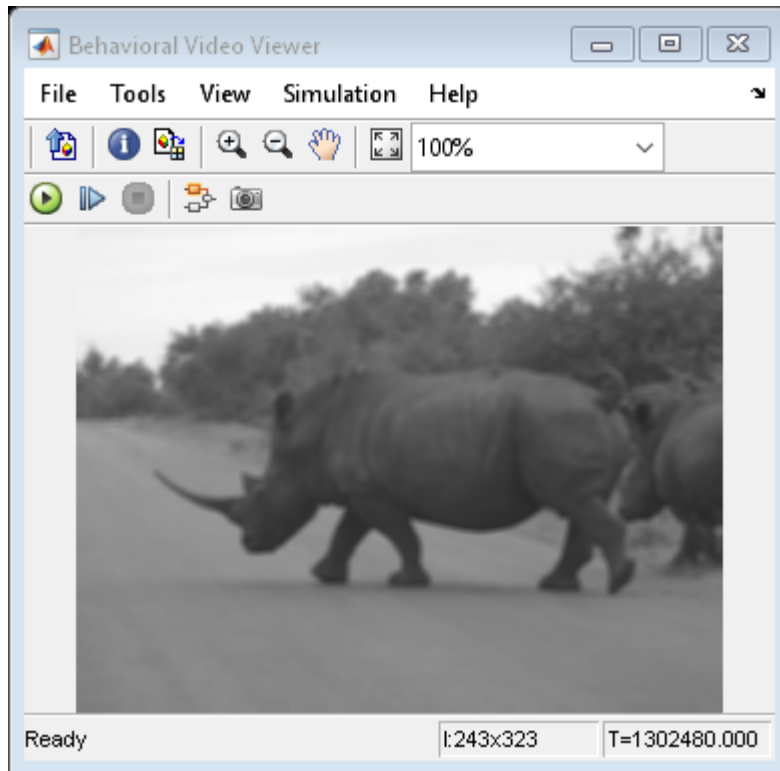 Behavioral Video Viewer
File Tools View Simulation Help
100%
Ready I:243x323 T=1302480.000